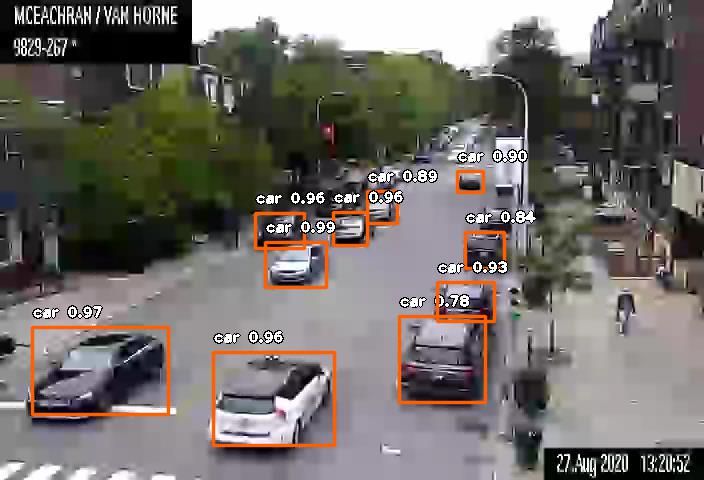 MCEACHRAN / VAN HORNE
9829-267 *
car 0.90
car 0.89
car 0.96
car 0.96
car 0.84
car 0.99
car 0.93
car 0.78
car 0.97
car 0.96
27.Aug 2020 13:20:52